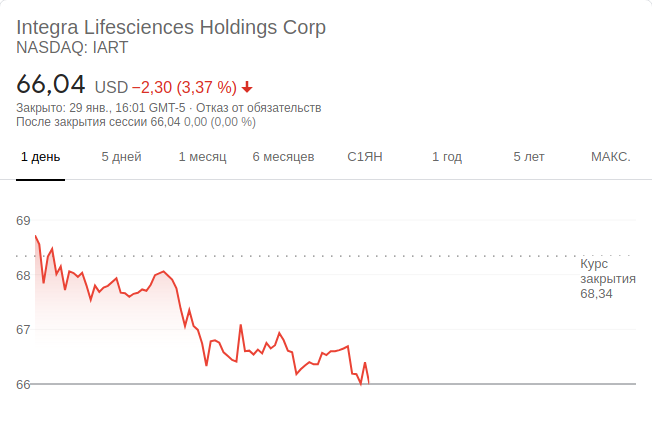 Integra Lifesciences Holdings Corp
NASDAQ: IART
66,04 USD −2,30 (3,37 %)
Закрыто: 29 янв., 16:01 GMT-5 · Отказ от обязательств
После закрытия сессии 66,04 0,00 (0,00 %)
1 день 5 дней 1 месяц 6 месяцев С1ЯН 1 год 5 лет МАКС.
69
68
67
66
Курс
закрытия
68,34